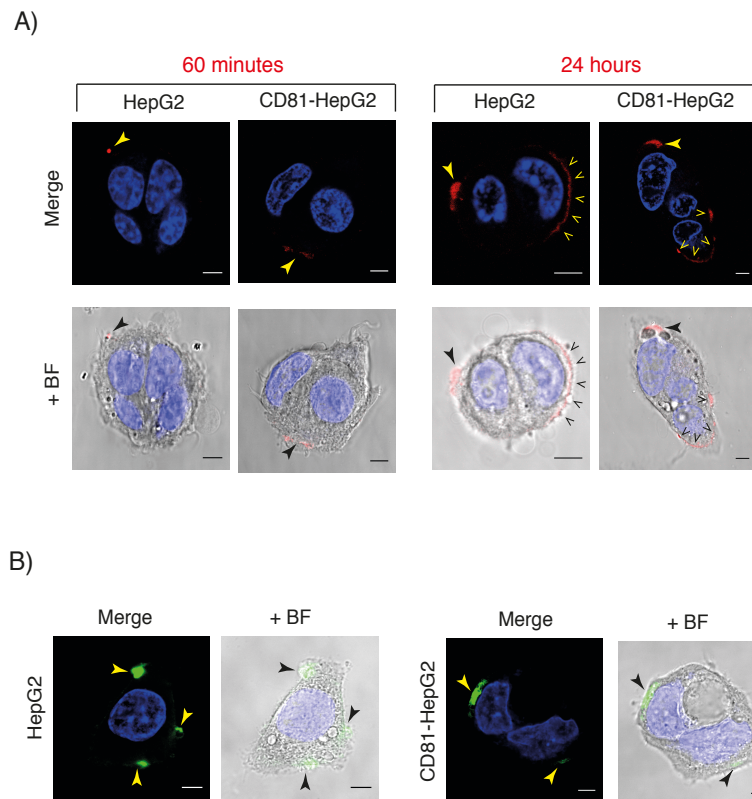 A)
60 minutes 24 hours
HepG2 CD81-HepG2 HepG2 CD81-HepG2
Merge
+ BF
B)
Merge + BF Merge + BF
HepG2
CD81-HepG2